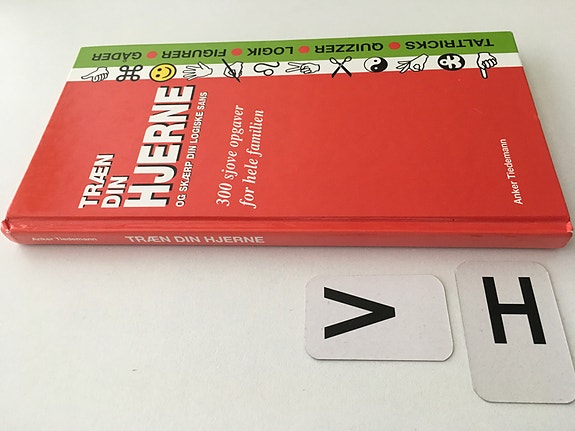 TALTRICKS • QUIZZER • LOGIK • FIGURER • GÅDER
TRÆN
DIN
HJERNE
OG SKÆRP DIN LOGISKE SANS
300 sjove opgaver
for hele familien
Anker Tiedemann
Anker Tiedemann TRÆN DIN HJERNE
V
H